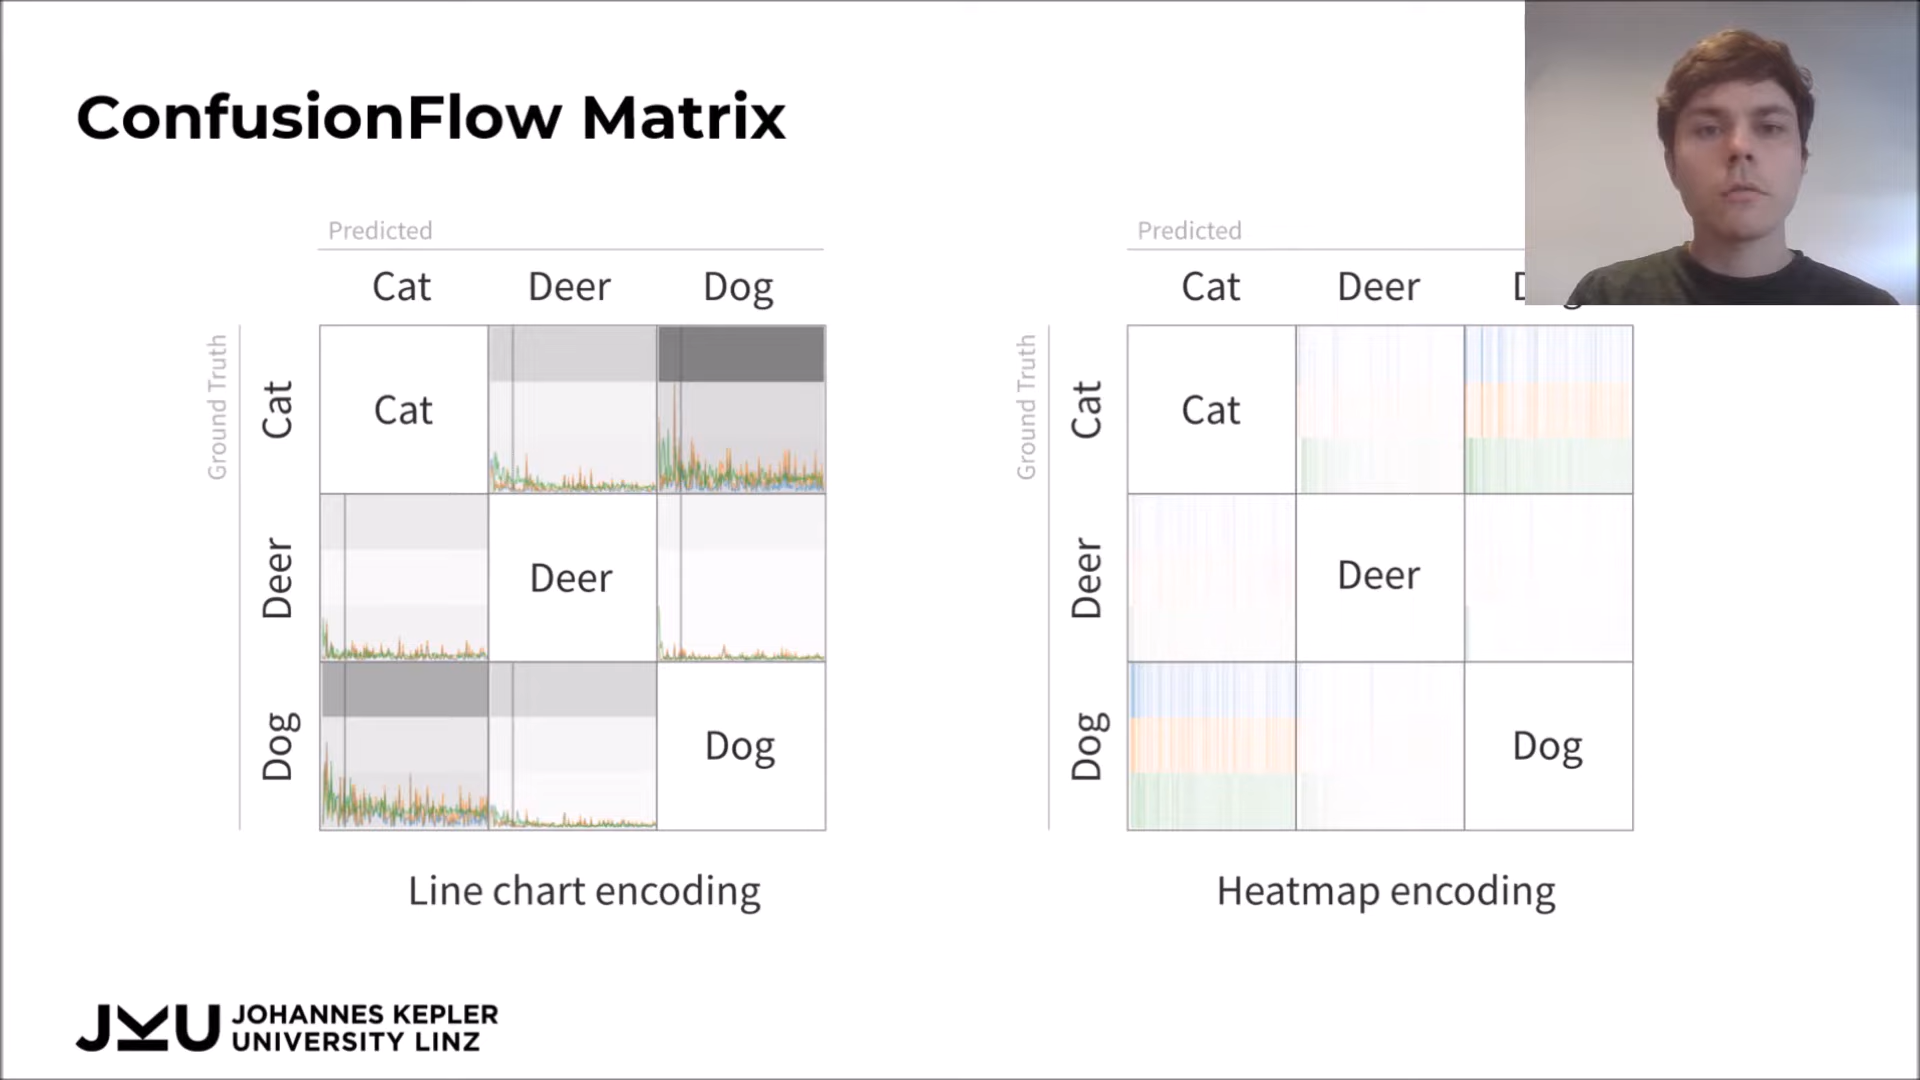 ConfusionFlow Matrix
Predicted
Cat Deer Dog
Ground Truth
Cat
Deer
Dog
Cat
Deer
Dog
Line chart encoding
Predicted
Cat Deer
Ground Truth
Cat
Deer
Dog
Cat
Deer
Dog
Heatmap encoding
JKU JOHANNES KEPLER
UNIVERSITY LINZ